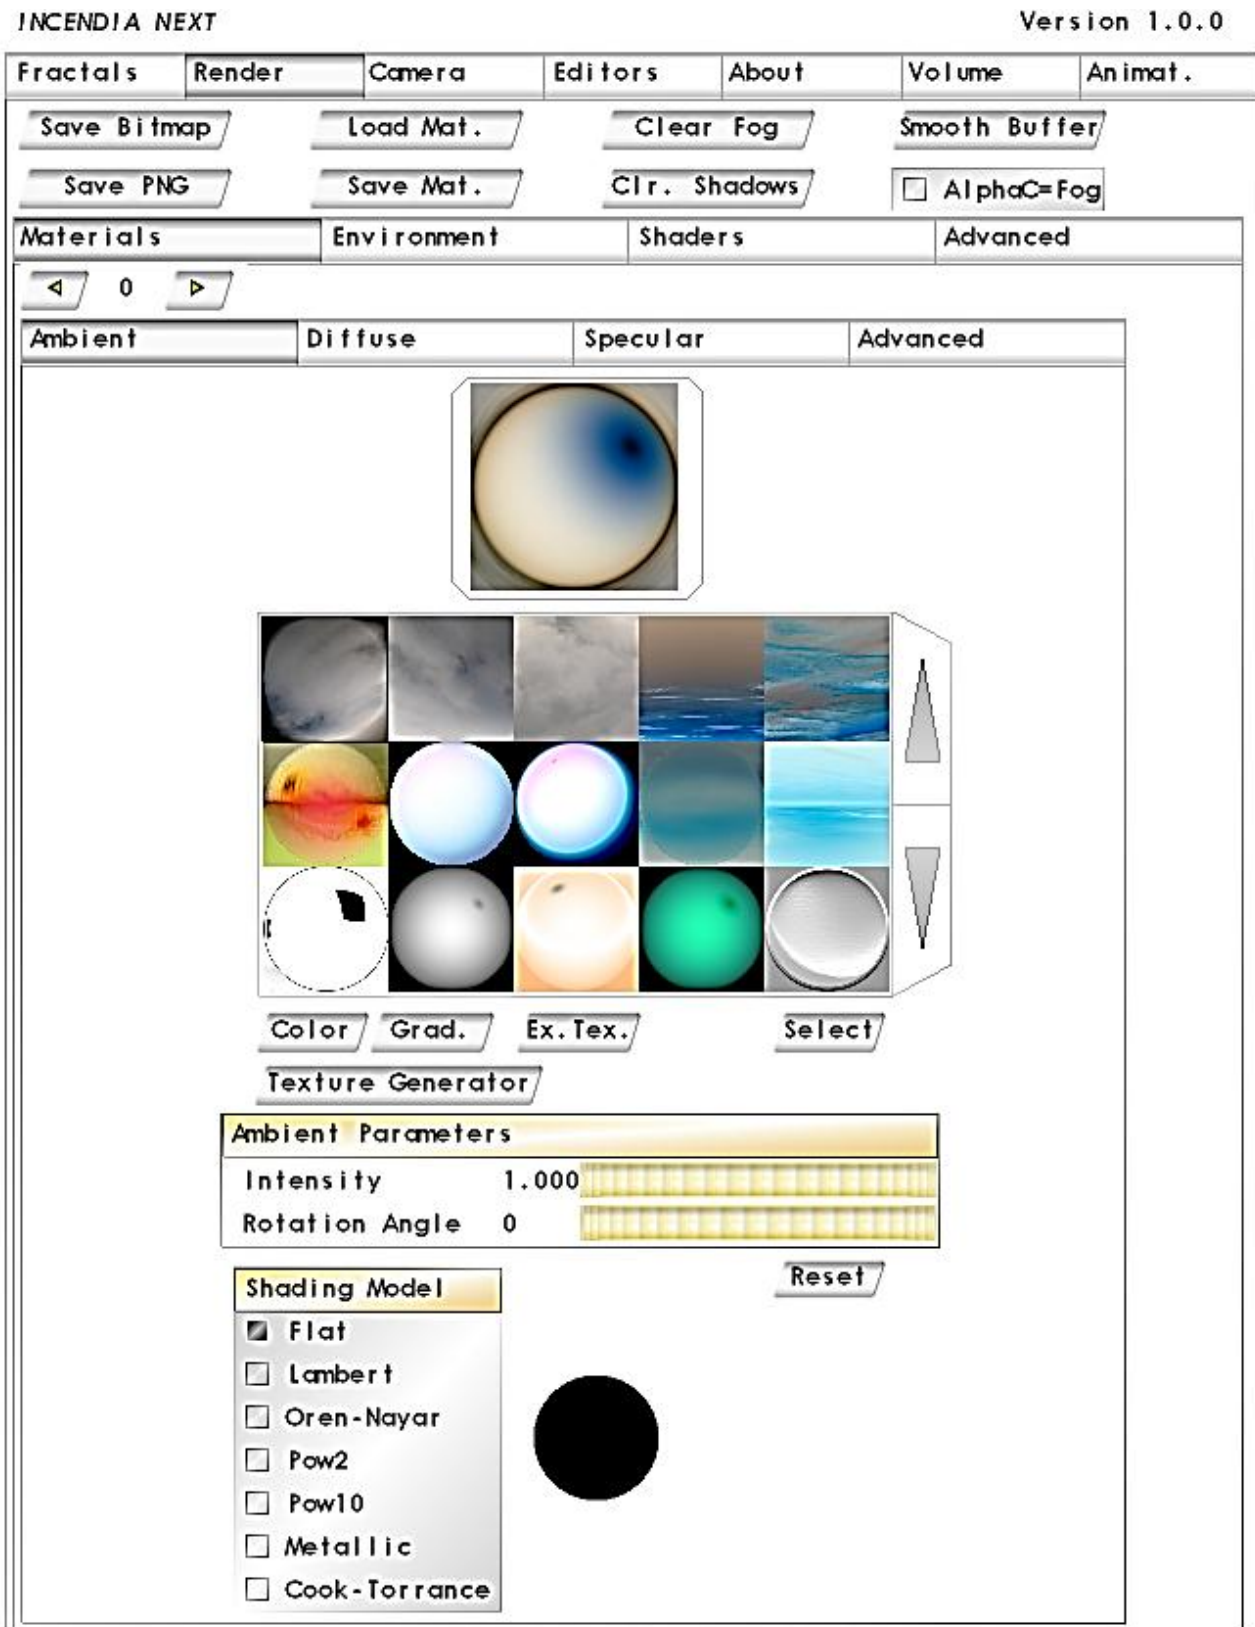 INCENDIA NEXT Version 1.0.0
Fractals Render Camera Editors About Volume Animat.
Save Bitmap Load Mat. Clear Fog Smooth Buffer
Save PNG Save Mat. Clr. Shadows AlphaC=Fog
Materials Environment Shaders Advanced
0
Ambient Diffuse Specular Advanced
Color Grad. Ex.Tex. Select
Texture Generator
Ambient Parameters
Intensity 1.000
Rotation Angle 0
Reset
Shading Model
Flat
Lambert
Oren-Nayar
Pow2
Pow10
Metallic
Cook-Torrance